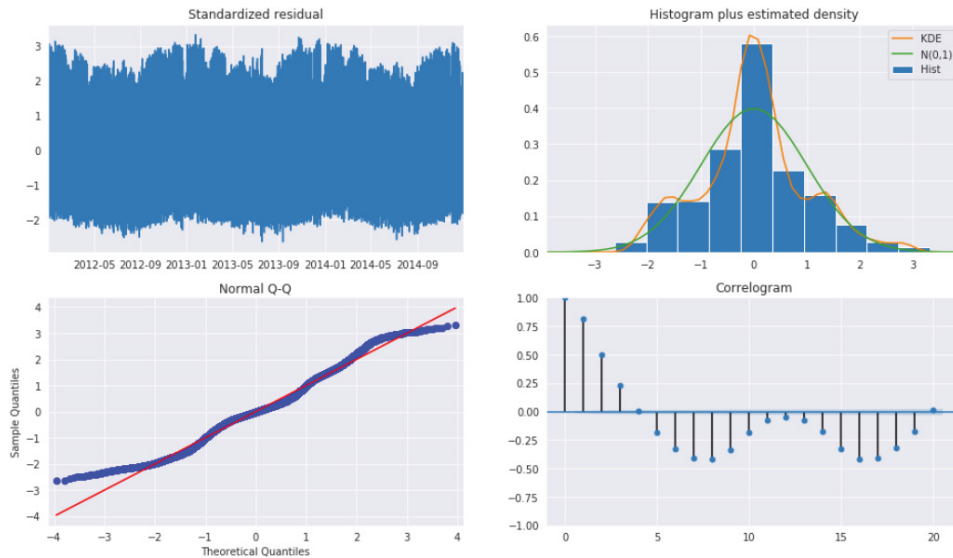 Standardized residual
3
2
1
0
−1
−2
2012-05 2012-09 2013-01 2013-05 2013-09 2014-01 2014-05 2014-09
Histogram plus estimated density
KDE
N(0,1)
Hist
0.6
0.5
0.4
0.3
0.2
0.1
0.0
−3 −2 −1 0 1 2 3
Normal Q-Q
Sample Quantiles
4
3
2
1
0
−1
−2
−3
−4
−4 −3 −2 −1 0 1 2 3 4
Theoretical Quantiles
Correlogram
1.00
0.75
0.50
0.25
0.00
−0.25
−0.50
−0.75
−1.00
0 5 10 15 20